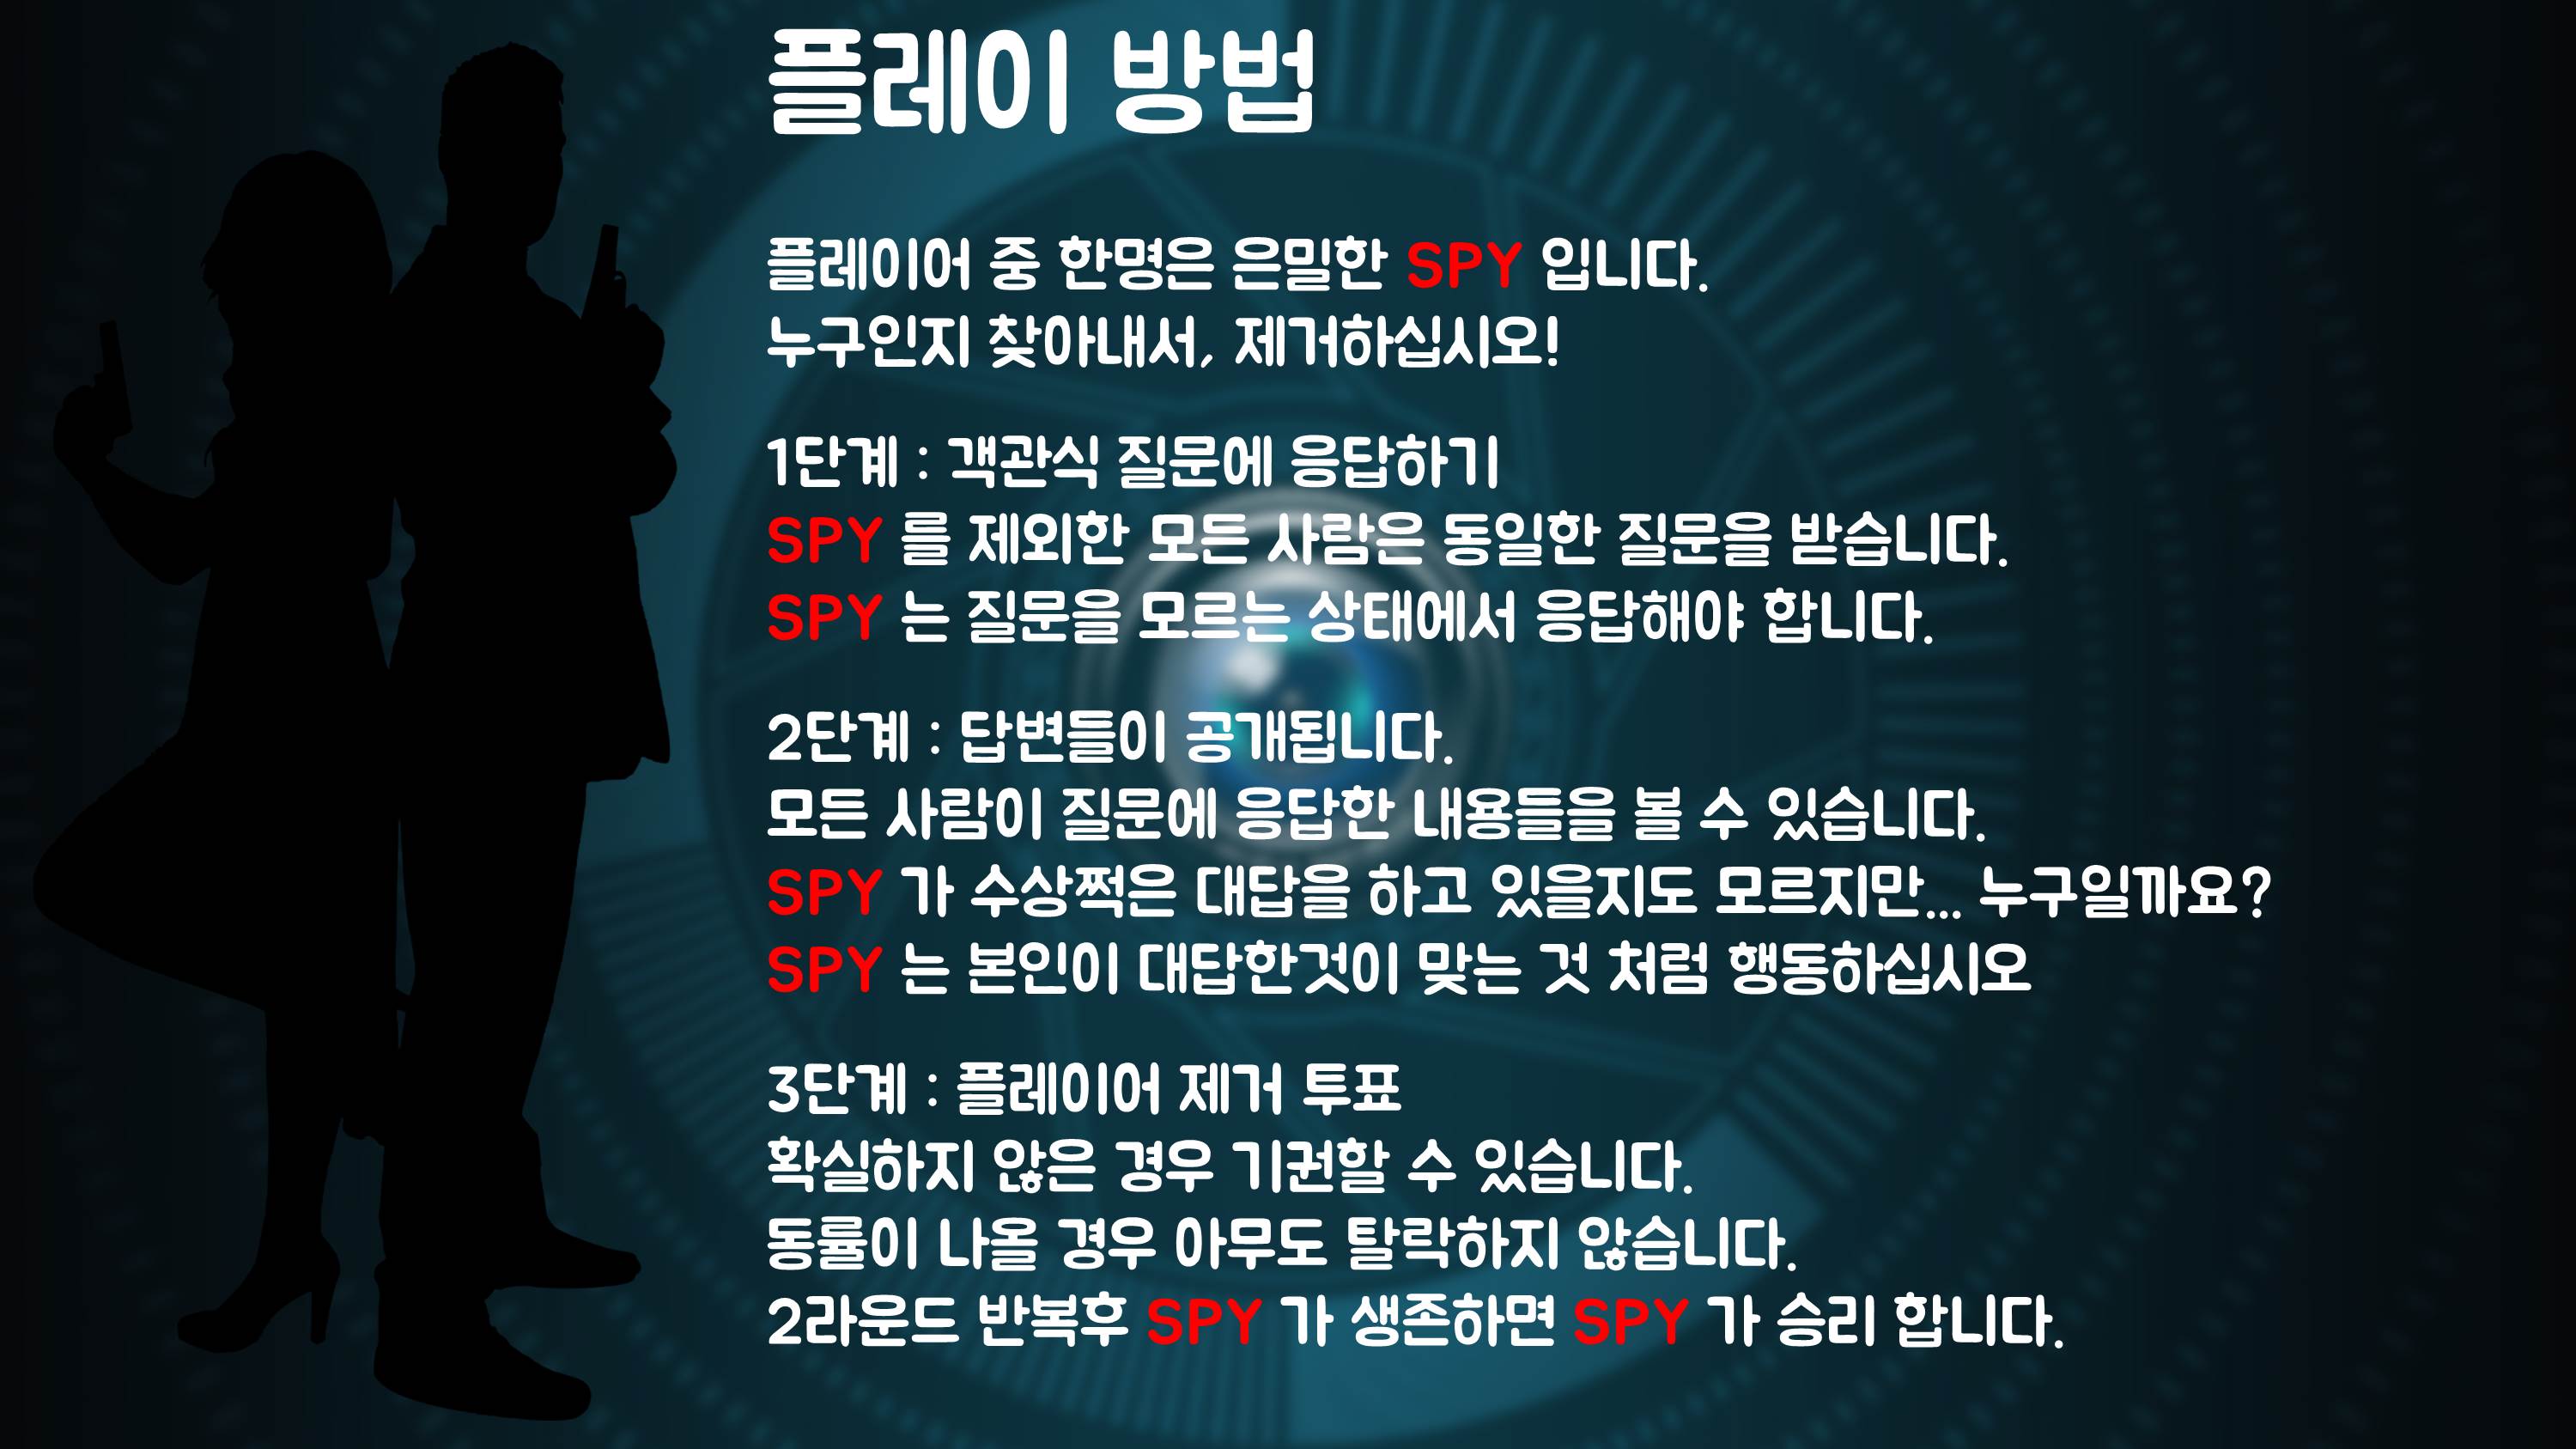 플레이 방법
플레이어 중 한명은 은밀한 SPY 입니다.
누구인지 찾아내서, 제거하십시오!
1단계 : 객관식 질문에 응답하기
SPY 를 제외한 모든 사람은 동일한 질문을 받습니다.
SPY 는 질문을 모르는 상태에서 응답해야 합니다.
2단계 : 답변들이 공개됩니다.
모든 사람이 질문에 응답한 내용들을 볼 수 있습니다.
SPY 가 수상쩍은 대답을 하고 있을지도 모르지만... 누구일까요?
SPY 는 본인이 대답한것이 맞는 것 처럼 행동하십시오
3단계 : 플레이어 제거 투표
확실하지 않은 경우 기권할 수 있습니다.
동률이 나올 경우 아무도 탈락하지 않습니다.
2라운드 반복후 SPY 가 생존하면 SPY 가 승리 합니다.